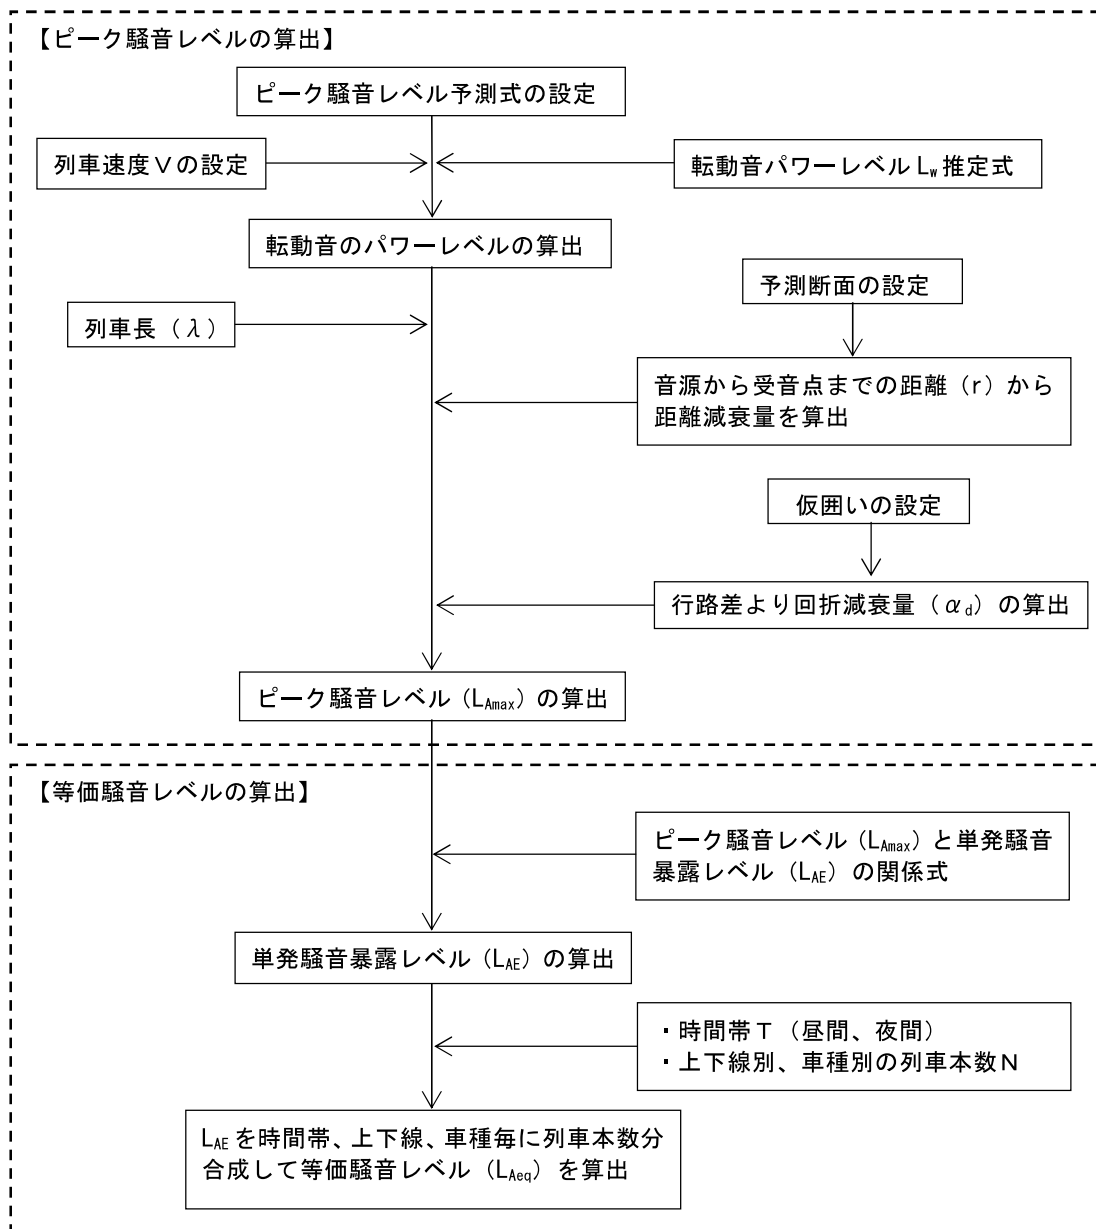 【ピーク騒音レベルの算出】
ピーク騒音レベル予測式の設定
列車速度Ｖの設定
転動音パワーレベルLw推定式
転動音のパワーレベルの算出
予測断面の設定
列車長（λ）
音源から受音点までの距離（r）から
距離減衰量を算出
仮囲いの設定
行路差より回折減衰量（αd）の算出
ピーク騒音レベル（LAmax）の算出
【等価騒音レベルの算出】
ピーク騒音レベル（LAmax）と単発騒音
暴露レベル（LAE）の関係式
単発騒音暴露レベル（LAE）の算出
・時間帯Ｔ（昼間、夜間）
・上下線別、車種別の列車本数Ｎ
LAEを時間帯、上下線、車種毎に列車本数分
合成して等価騒音レベル（LAeq）を算出